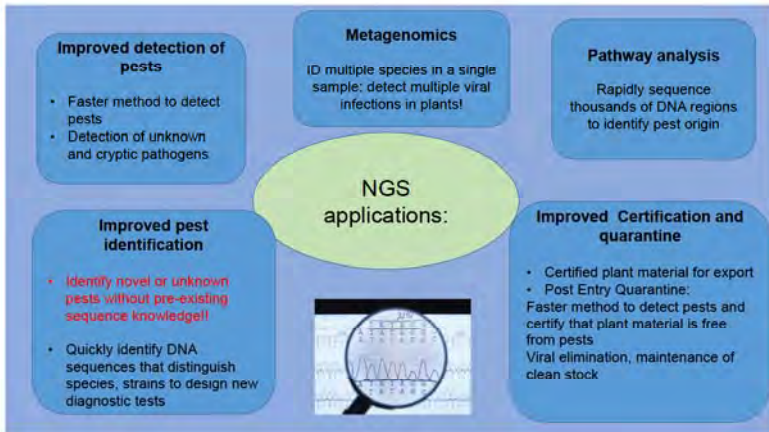 Improved detection of
pests
• Faster method to detect
pests
• Detection of unknown
and cryptic pathogens
Metagenomics
ID multiple species in a single
sample: detect multiple viral
infections in plants!
Pathway analysis
Rapidly sequence
thousands of DNA regions
to identify pest origin
NGS
applications:
Improved pest
identification
• Identify novel or unknown
pests without pre-existing
sequence knowledge!!
• Quickly identify DNA
sequences that distinguish
species, strains to design new
diagnostic tests
Improved Certification and
quarantine
• Certified plant material for export
• Post Entry Quarantine:
Faster method to detect pests and
certify that plant material is free
from pests
Viral elimination, maintenance of
clean stock